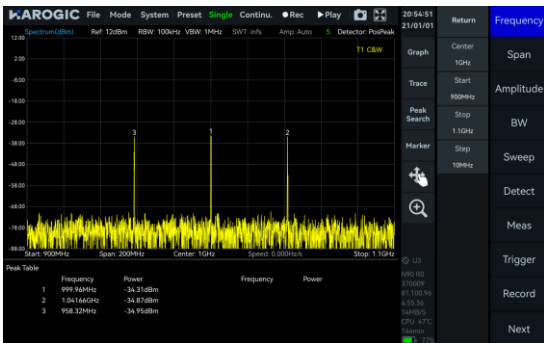 HAROGIC File Mode System Preset Single Continu. Rec Play 20:54:51 21/01/01 Return Frequency
Spectrum(dBm) Ref: 12dBm RBW: 100kHz VBW: 1MHz SWT: infs Amp: Auto S Detector: PosPeak
12.00
T1 C&W
2.00
-6.00
-18.00
-38.00
-48.00
-58.00
-68.00
-78.00
-88.00
3 1 2
Start: 900MHz Span: 200MHz Center: 1GHz Speed: 0.000Hz/s Stop: 1.1GHz
Peak Table
Frequency Power Frequency Power
1 999.96MHz -34.31dBm
2 1.04166GHz -34.87dBm
3 958.32MHz -34.95dBm
Graph
Trace
Peak
Search
Marker
U3
CPU 47°C
77%
Center
1GHz
Start
900MHz
Stop
1.1GHz
Step
10MHz
Span
Amplitude
BW
Sweep
Detect
Meas
Trigger
Record
Next